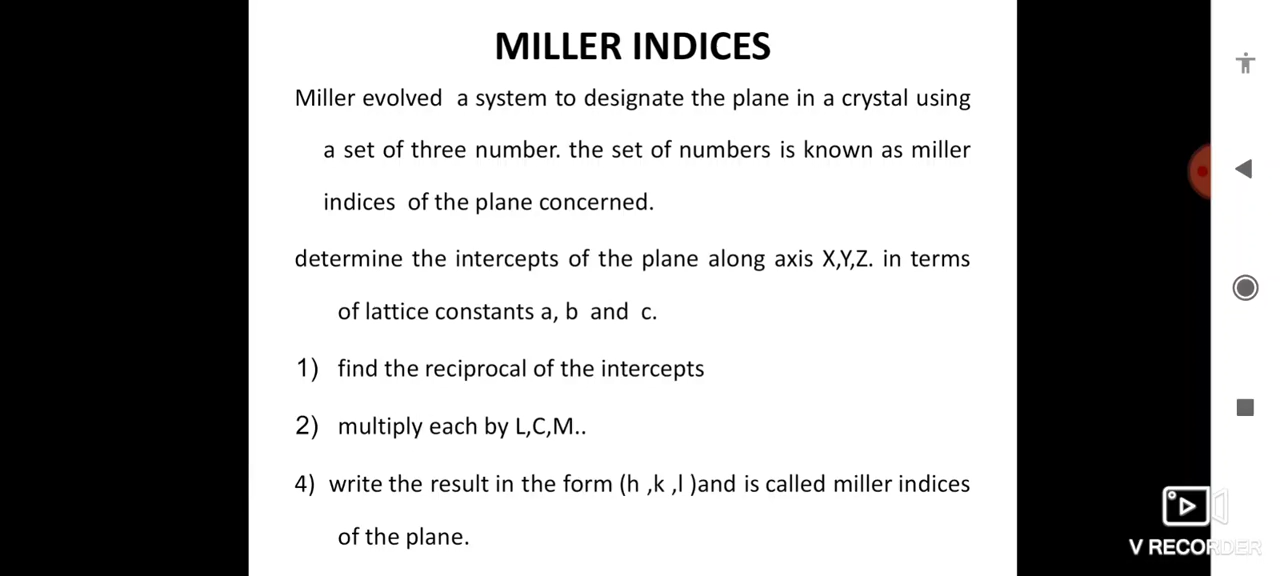 MILLER INDICES
Miller evolved a system to designate the plane in a crystal using
a set of three number. the set of numbers is known as miller
indices of the plane concerned.
determine the intercepts of the plane along axis X,Y,Z. in terms
of lattice constants a, b and c.
1) find the reciprocal of the intercepts
2) multiply each by L,C,M..
4) write the result in the form (h ,k ,l )and is called miller indices
of the plane.
V RECORDER